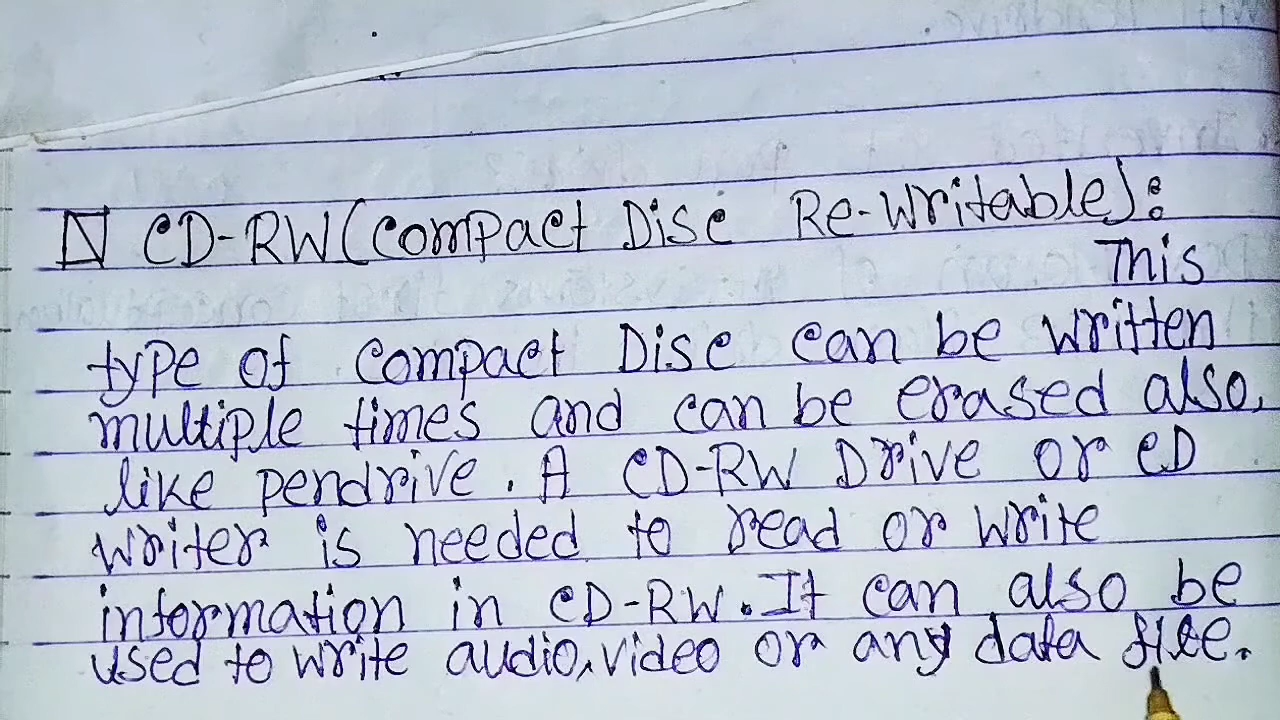 CD-RW(Compact Disc Re-Writable):
This
type of Compact Disc can be written
multiple times and can be erased also,
like pendrive. A CD-RW Drive or CD
writer is needed to read or write
information in CD-RW. It can also be
used to write audio, video or any data file.